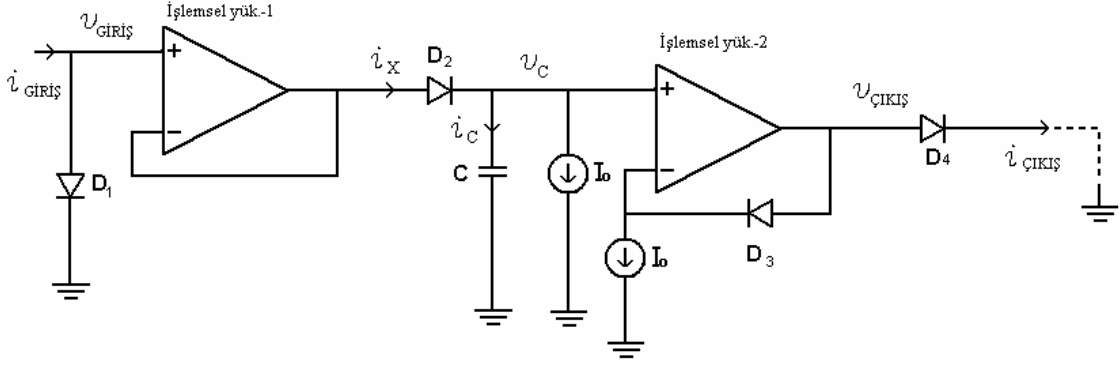 İşlemsel yük.-1
υGİRİŞ
iGİRİŞ
+
−
D1
iX
D2
υC
iC
C
Io
İşlemsel yük.-2
+
−
υÇIKIŞ
D4
iÇIKIŞ
D3
Io